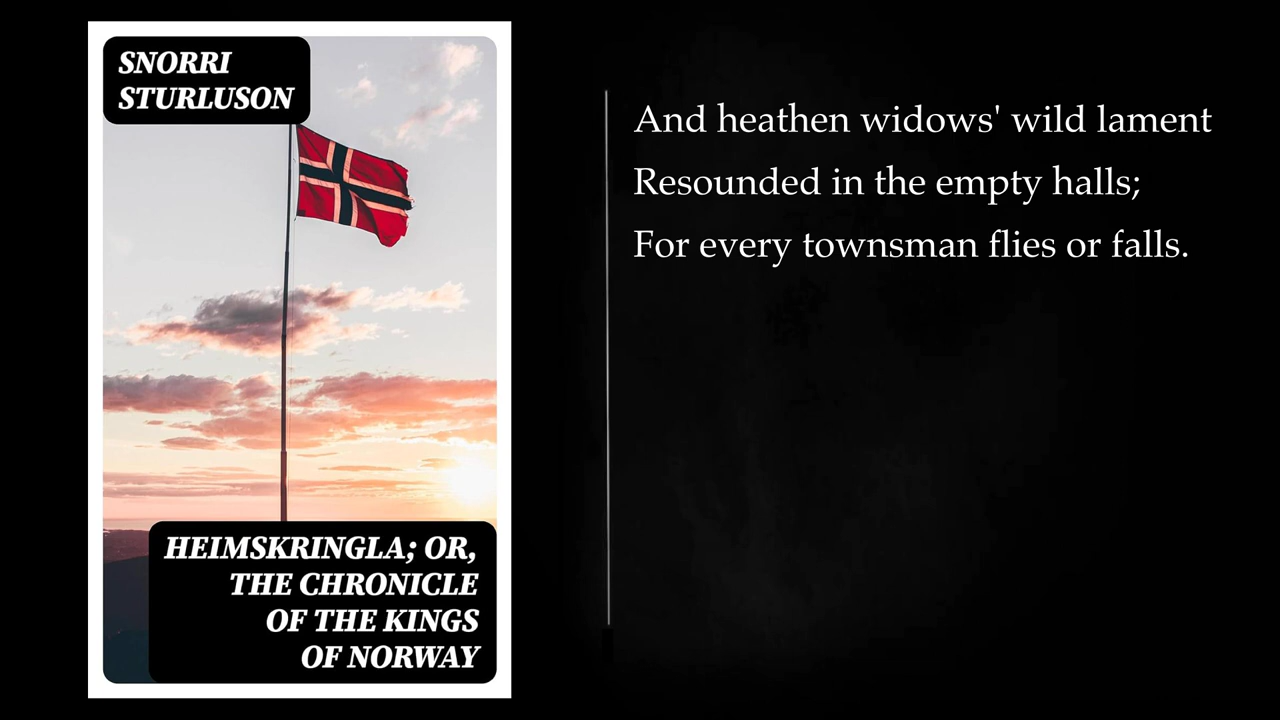 SNORRI
STURLUSON
HEIMSKRINGLA; OR,
THE CHRONICLE
OF THE KINGS
OF NORWAY
And heathen widows' wild lament
Resounded in the empty halls;
For every townsman flies or falls.